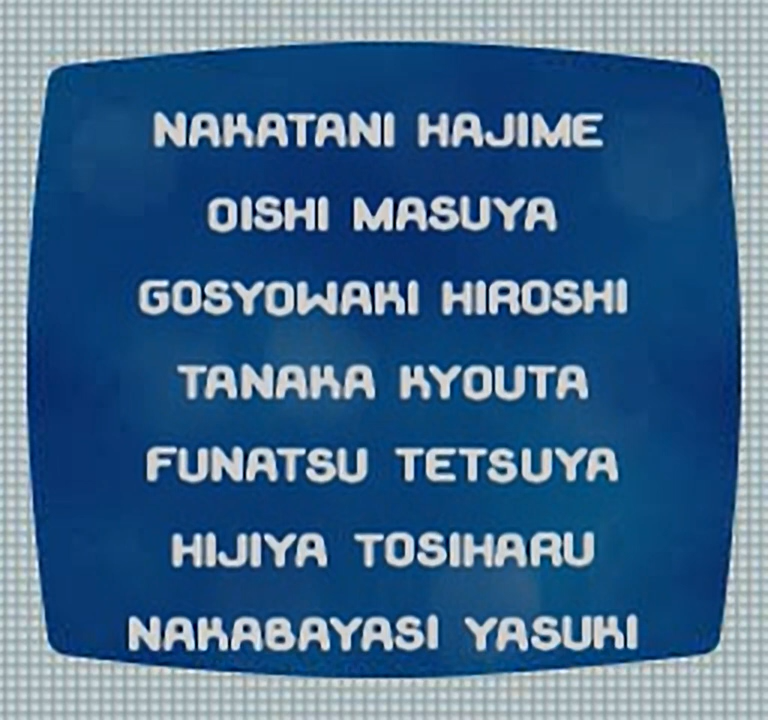 NAKATANI HAJIME
OISHI MASUYA
GOSYOWAKI HIROSHI
TANAKA KYOUTA
FUNATSU TETSUYA
HIJIYA TOSIHARU
NAKABAYASI YASUKI